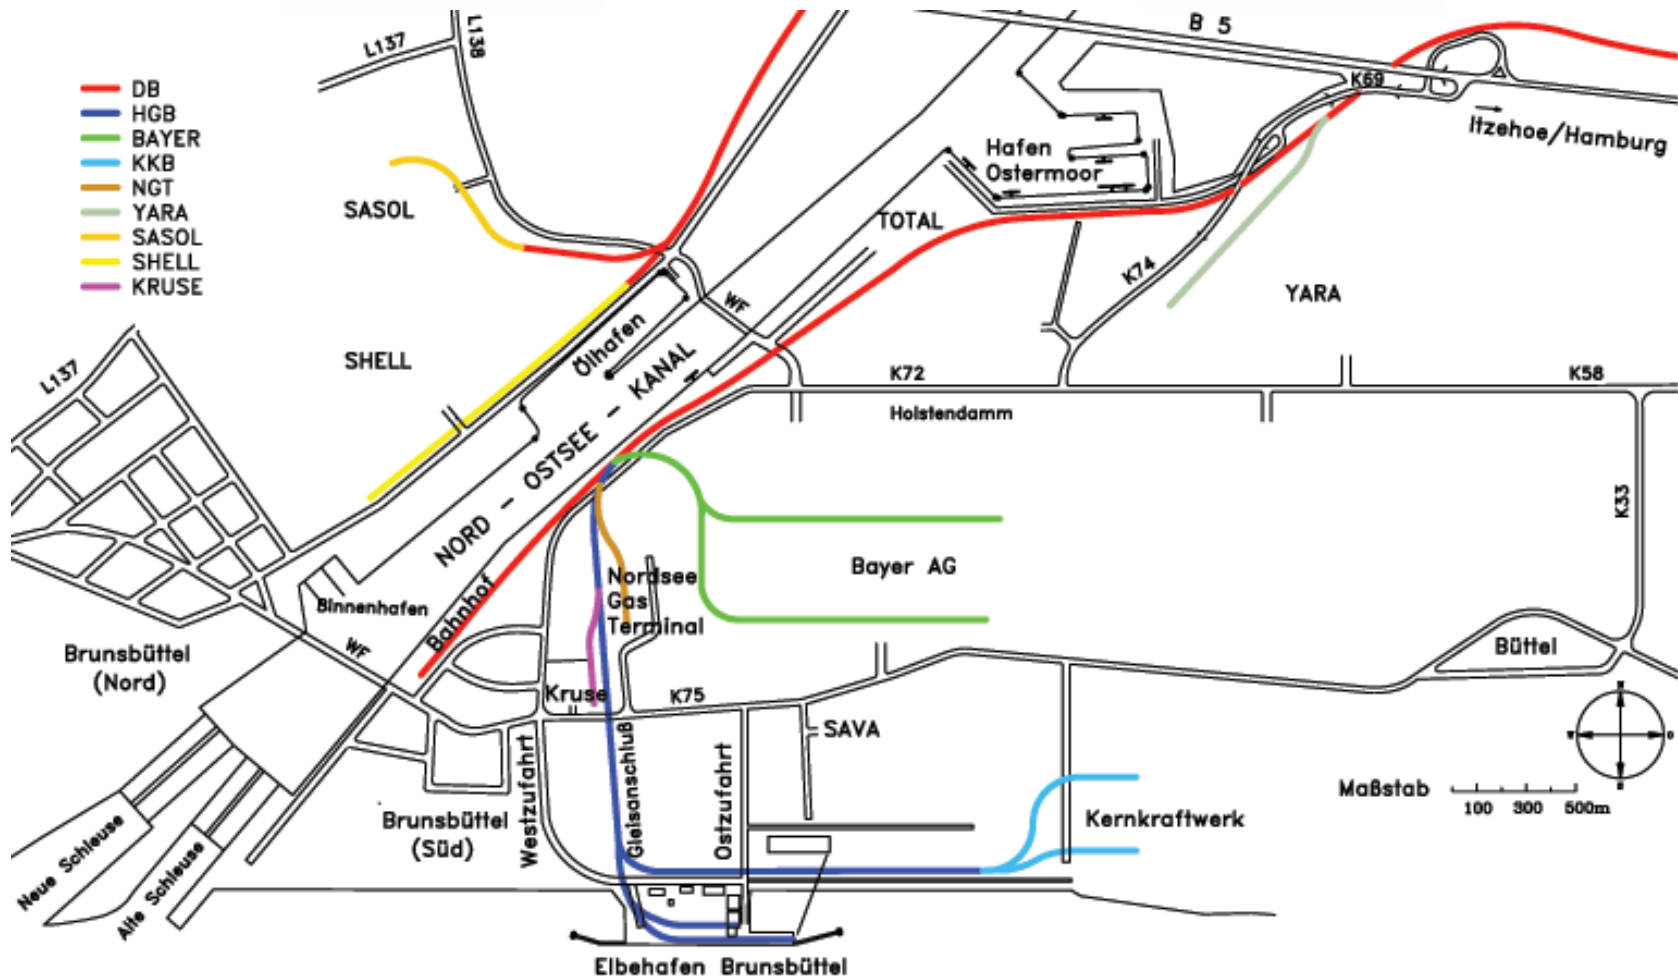 B 5
L137
L138
DB
HGB
BAYER
KKB
NGT
YARA
SASOL
SHELL
KRUSE
K69
Itzehoe/Hamburg
Hafen
Ostermoor
SASOL
TOTAL
K74
YARA
WF
Ölhafen
SHELL
L137
NORD - OSTSEE - KANAL
K72
K58
Holstendamm
K33
Bayer AG
Nordsee
Gas
Terminal
Bahnhof
Binnenhafen
WF
Brunsbüttel
(Nord)
Büttel
Kruse
K75
SAVA
Westzufahrt
Gleisanschluß
Ostzufahrt
Maßstab
100 300 500m
Brunsbüttel
(Süd)
Kernkraftwerk
Neue Schleuse
Alte Schleuse
Elbehafen Brunsbüttel